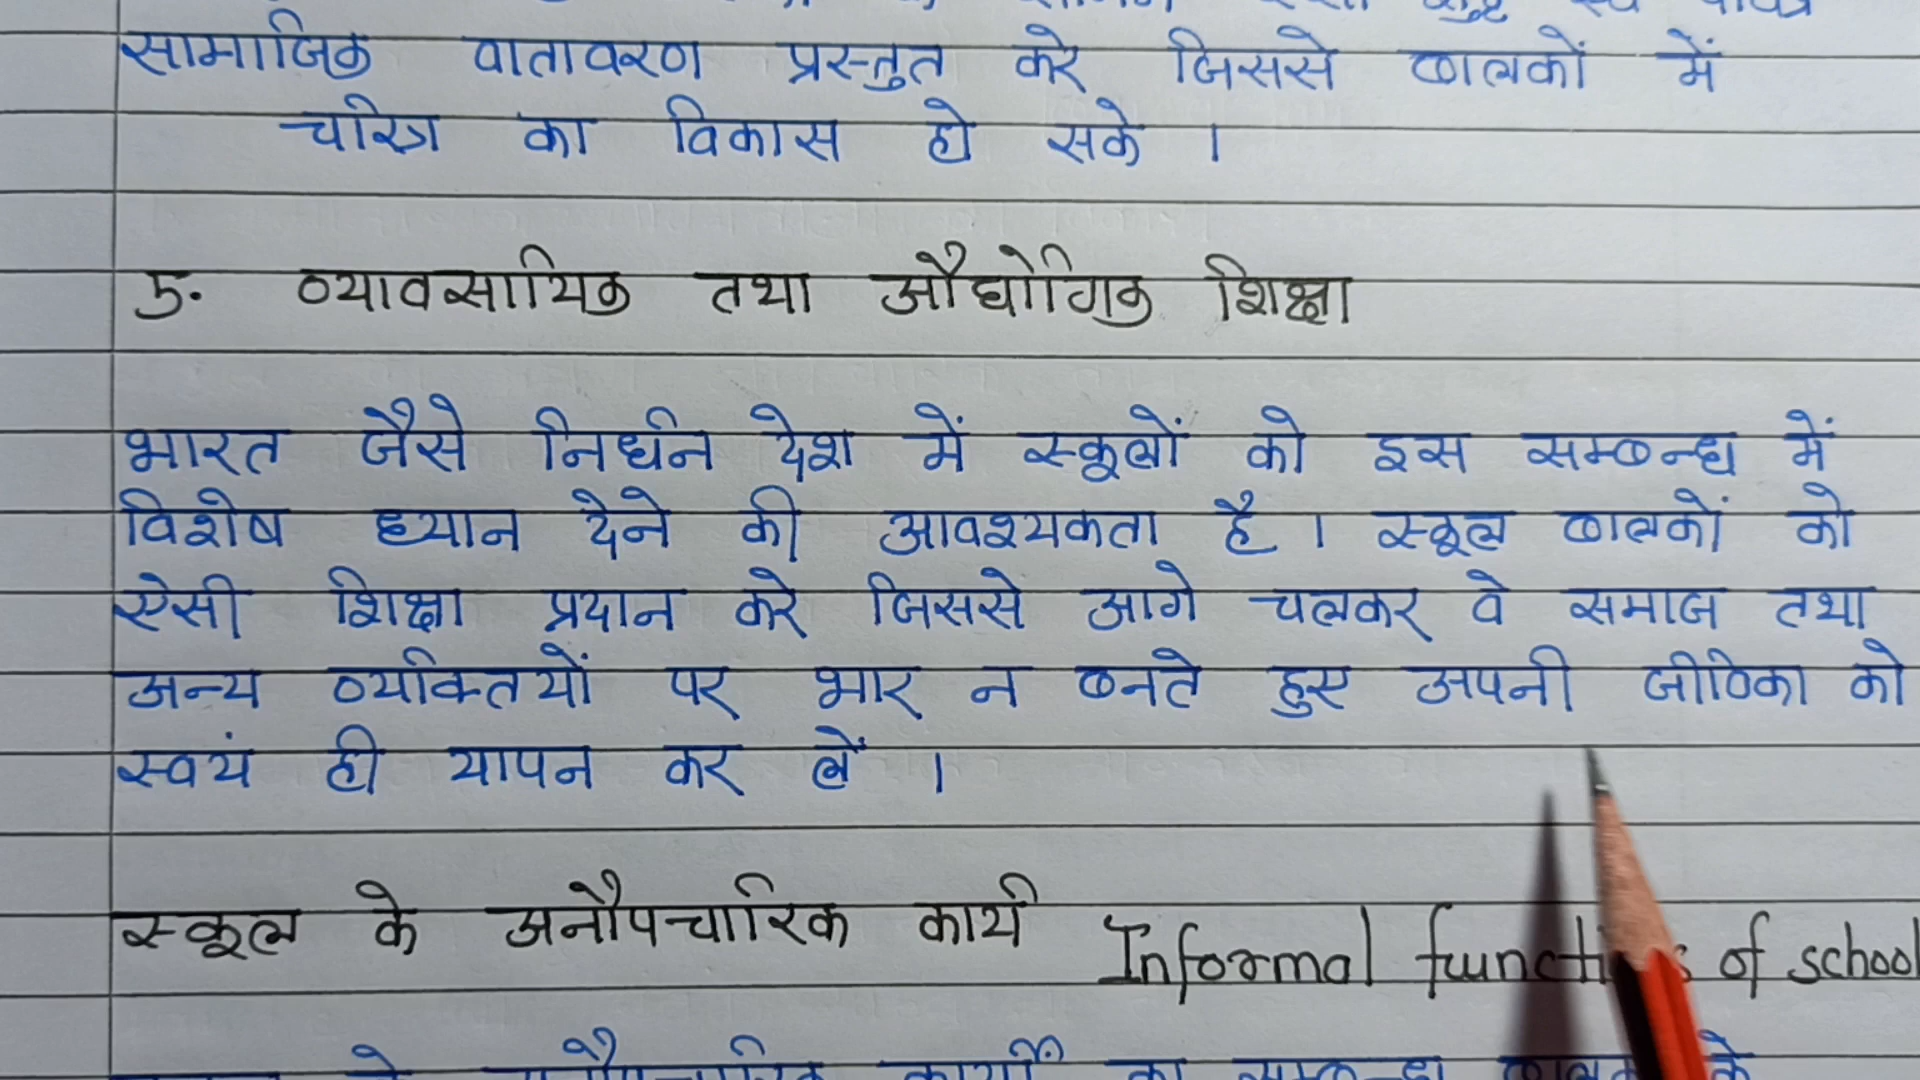 सामाजिक वातावरण प्रस्तुत करे जिससे बालकों में
चरित्र का विकास हो सके ।
5. व्यावसायिक तथा औद्योगिक शिक्षा
भारत जैसे निर्धन देश में स्कूलों को इस सम्बन्ध में
विशेष ध्यान देने की आवश्यकता है । स्कूल बालकों को
ऐसी शिक्षा प्रदान करे जिससे आगे चलकर वे समाज तथा
अन्य व्यक्तियों पर भार न बनते हुए अपनी जीविका को
स्वयं ही यापन कर लें ।
स्कूल के अनौपचारिक कार्य Informal functions of school